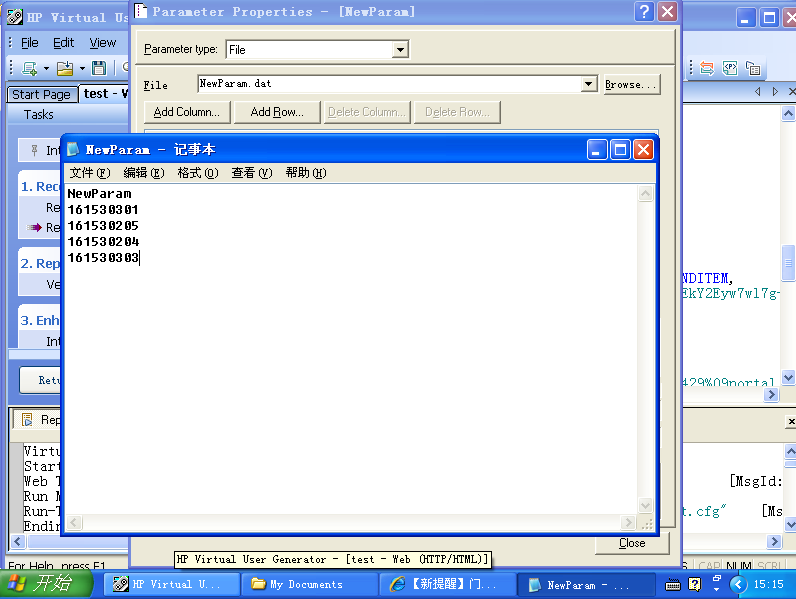 HP Virtual Us
Parameter Properties - [NewParam]
File Edit View
Parameter type: File
File NewParam.dat Browse...
Start Page test - V
Add Column... Add Row... Delete Column... Delete Row...
Tasks
Int
NewParam - 记事本
文件(F) 编辑(E) 格式(O) 查看(V) 帮助(H)
NewParam
161530301
161530205
161530204
161530303
1. Rec
Re
Re
2. Rep
Ve
3. Enh
Int
Retu
NDITEM,
EkY2Eyw7wl7g-
429%09portal
Rep
Virtu
Start
Web T
[MsgId:
Run M
Run-T
t.cfg" [Ms
Endin
Close
For Help, press F1.
CAP NUM SCRL
HP Virtual User Generator - [test - Web (HTTP/HTML)]
开始
HP Virtual U...
My Documents
【新提醒】门...
NewParam - ...
15:15